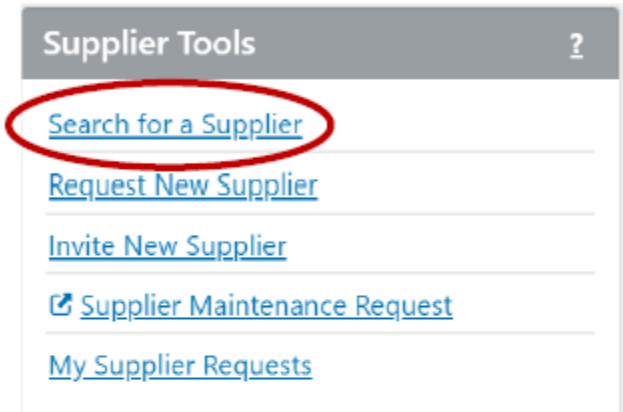 Supplier Tools ?
Search for a Supplier
Request New Supplier
Invite New Supplier
Supplier Maintenance Request
My Supplier Requests